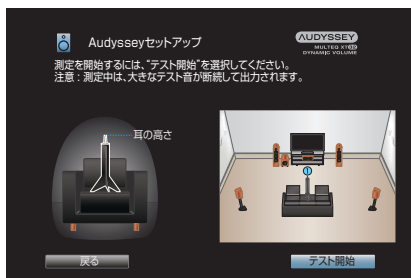 Audysseyセットアップ
AUDYSSEY
MULTEQ XT32
DYNAMIC VOLUME
測定を開始するには、“テスト開始”を選択してください。
注意：測定中は、大きなテスト音が断続して出力されます。
耳の高さ
1
戻る
テスト開始